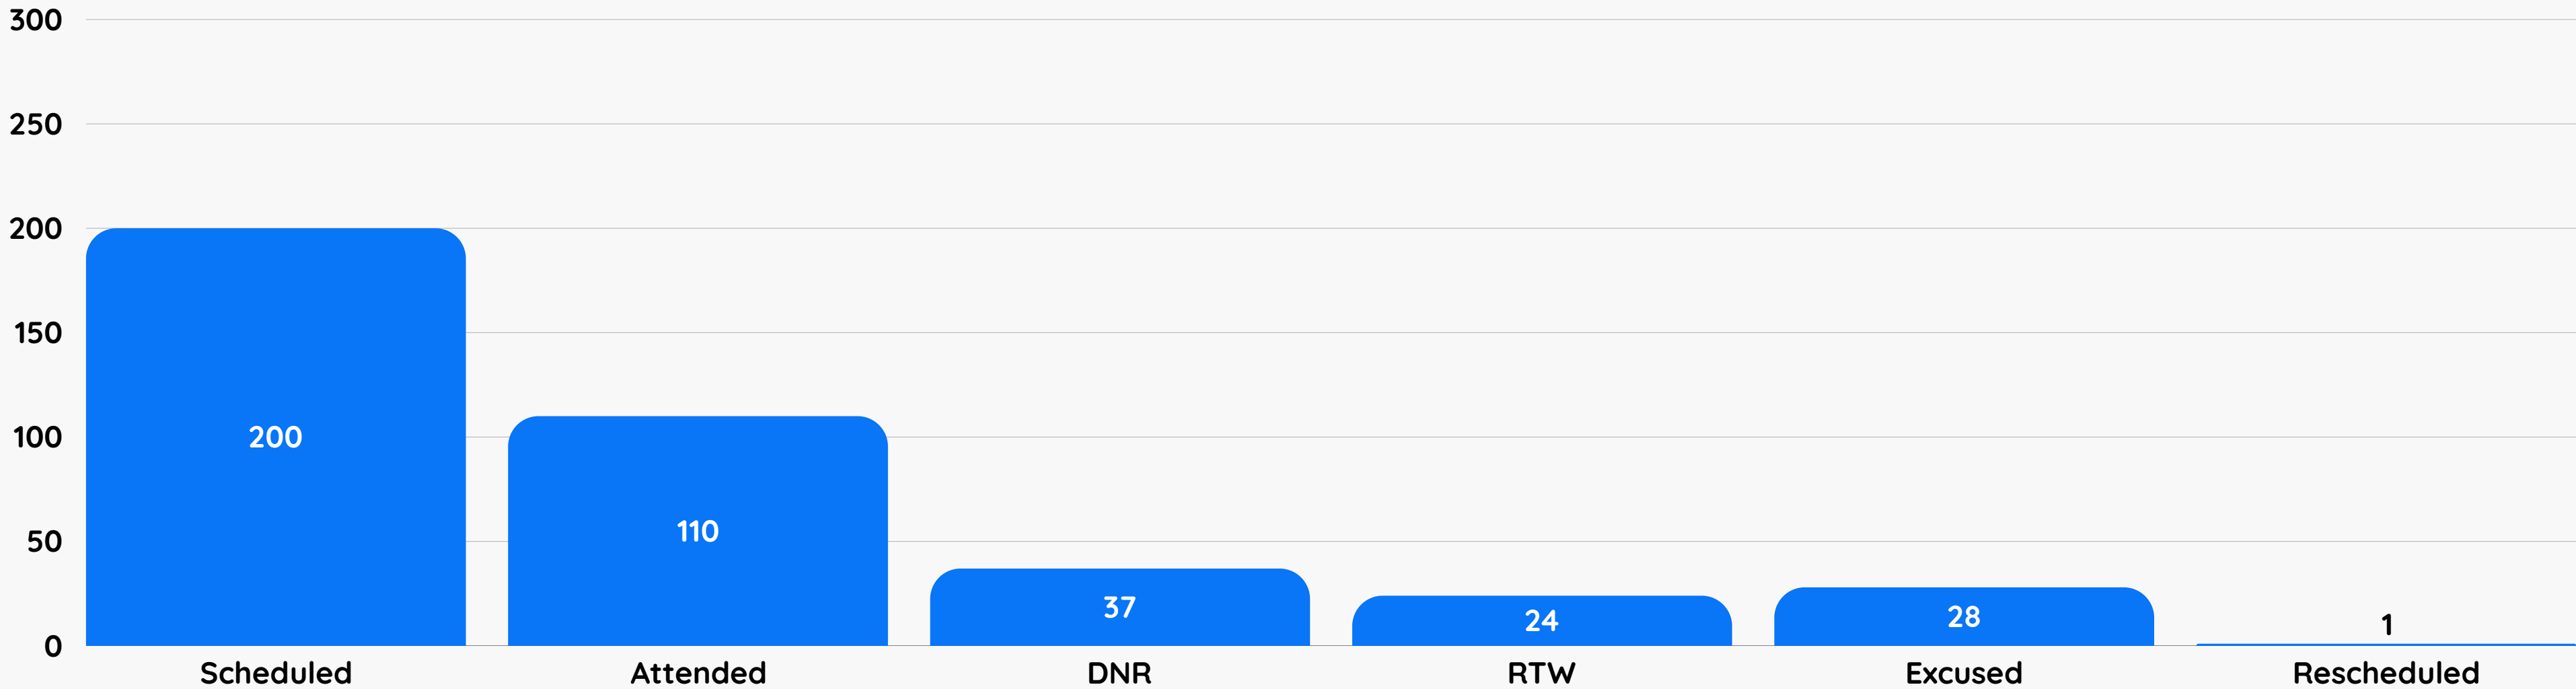 300
250
200
150
100
50
0
200
110
37
24
28
1
Scheduled
Attended
DNR
RTW
Excused
Rescheduled